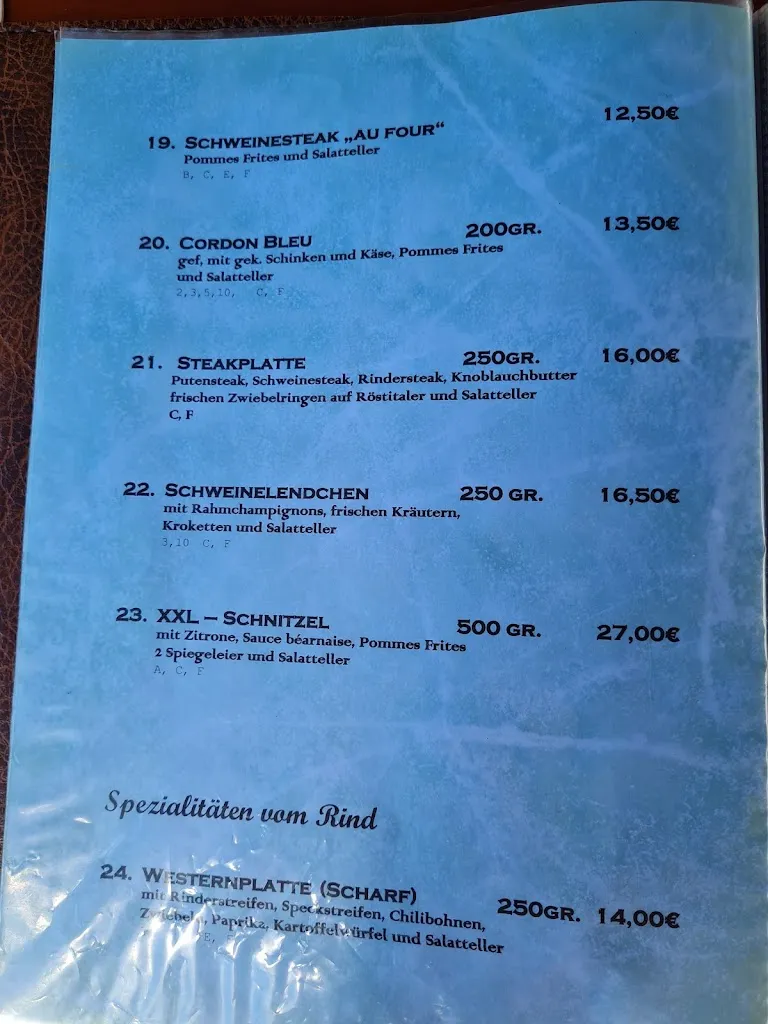 12,50€
19. SCHWEINESTEAK „AU FOUR“
Pommes Frites und Salatteller
B, C, E, F
20. CORDON BLEU 200GR. 13,50€
gef, mit gek. Schinken und Käse, Pommes Frites
und Salatteller
2,3,5,10, C, F
21. STEAKPLATTE 250GR. 16,00€
Putensteak, Schweinesteak, Rindersteak, Knoblauchbutter
frischen Zwiebelringen auf Röstitaler und Salatteller
C, F
22. SCHWEINELENDCHEN 250 GR. 16,50€
mit Rahmchampignons, frischen Kräutern,
Kroketten und Salatteller
3,10 C, F
23. XXL – SCHNITZEL 500 GR. 27,00€
mit Zitrone, Sauce béarnaise, Pommes Frites
2 Spiegeleier und Salatteller
A, C, F
Spezialitäten vom Rind
24. WESTERNPLATTE (SCHARF) 250GR. 14,00€
mit Rinderstreifen, Speckstreifen, Chilibohnen,
Zwiebeln, Paprika, Kartoffelwürfel und Salatteller
E,